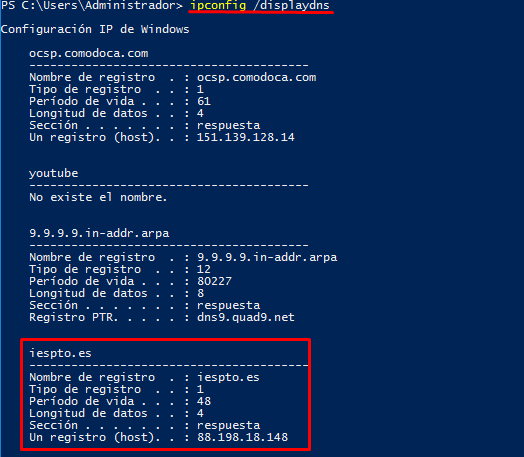 PS C:\Users\Administrador> ipconfig /displaydns
Configuración IP de Windows
ocsp.comodoca.com
----------------------------------------
Nombre de registro  . : ocsp.comodoca.com
Tipo de registro  . . : 1
Período de vida . . . : 61
Longitud de datos . . : 4
Sección . . . . . . . : respuesta
Un registro (host). . : 151.139.128.14
youtube
----------------------------------------
No existe el nombre.
9.9.9.9.in-addr.arpa
----------------------------------------
Nombre de registro  . : 9.9.9.9.in-addr.arpa
Tipo de registro  . . : 12
Período de vida . . . : 80227
Longitud de datos . . : 8
Sección . . . . . . . : respuesta
Registro PTR. . . . . : dns9.quad9.net
iespto.es
----------------------------------------
Nombre de registro  . : iespto.es
Tipo de registro  . . : 1
Período de vida . . . : 48
Longitud de datos . . : 4
Sección . . . . . . . : respuesta
Un registro (host). . : 88.198.18.148